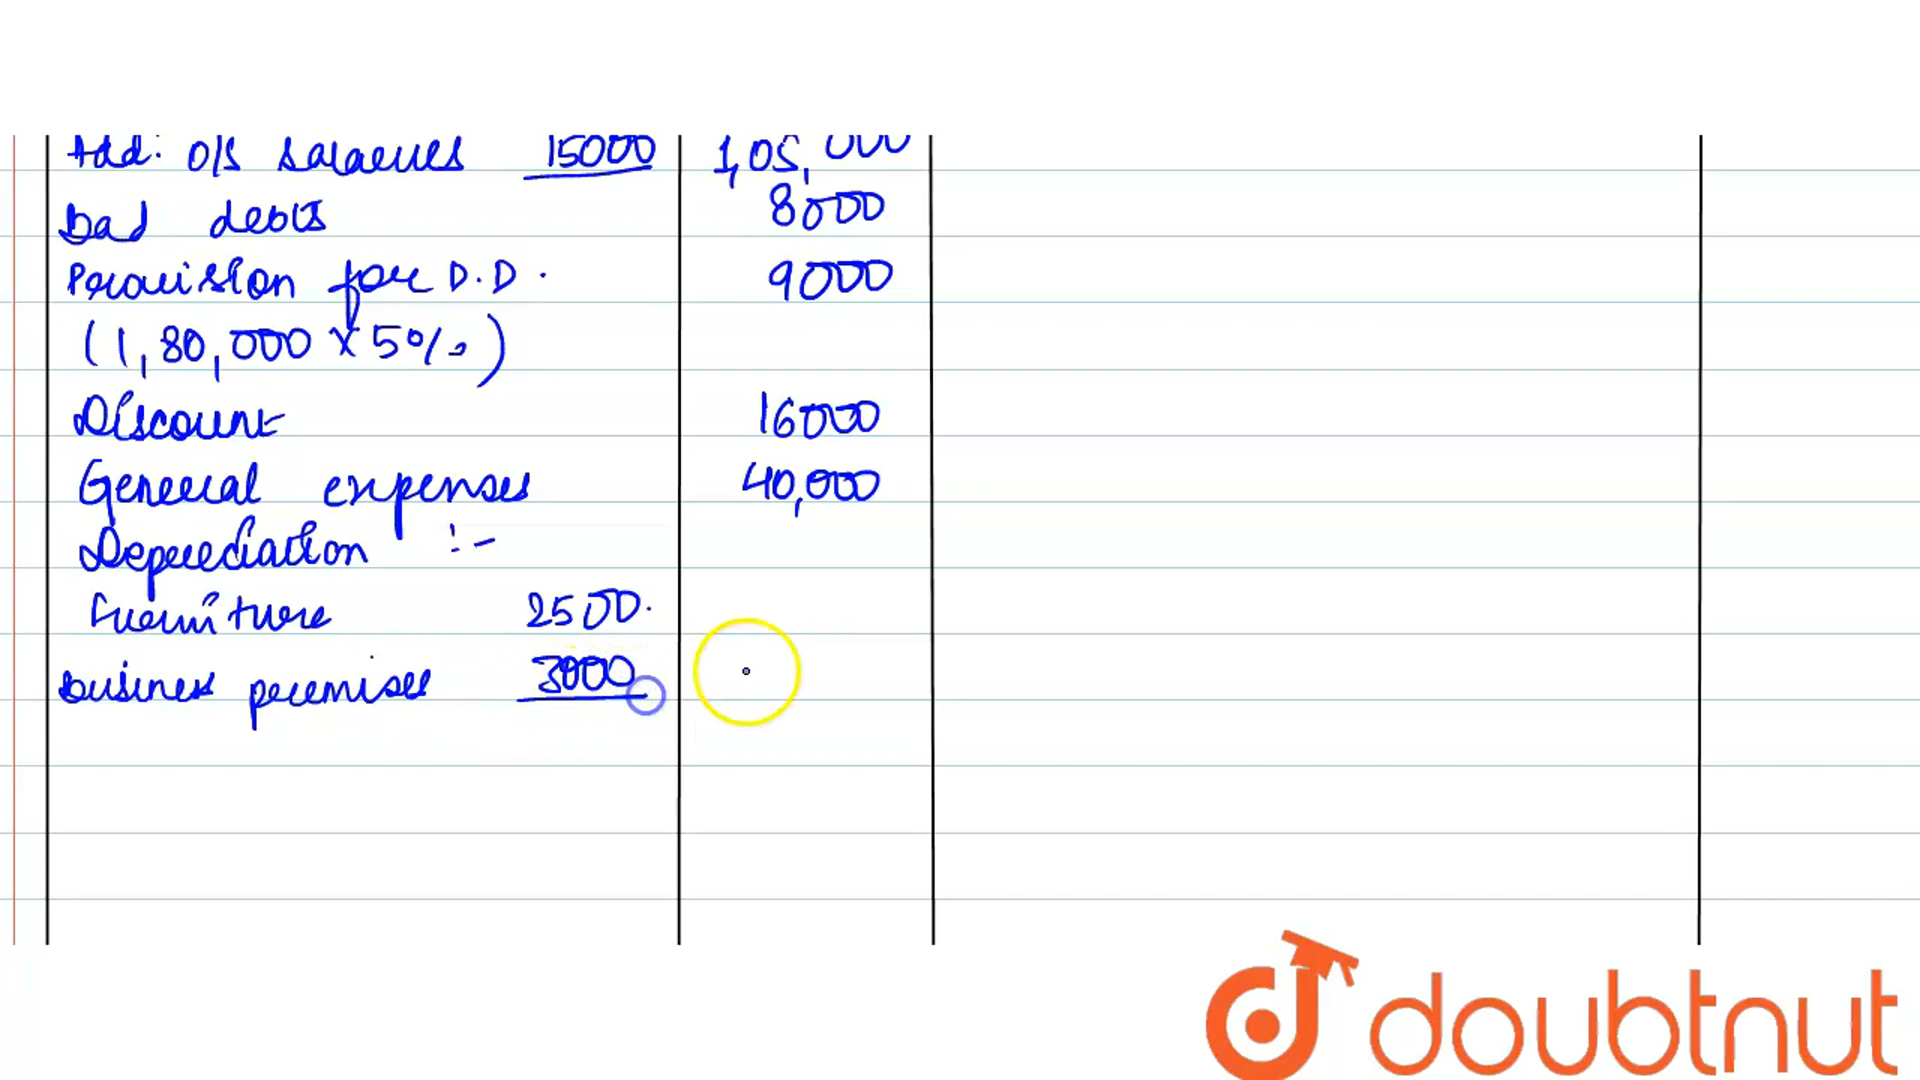 Add: O/S salaries 15000 1,05,000
Bad debts 8000
Provision for D.D. 9000
(1,80,000 x 5%)
Discount 16000
General expenses 40,000
Depreciation :-
Furniture 2500.
business premises 3000
doubtnut